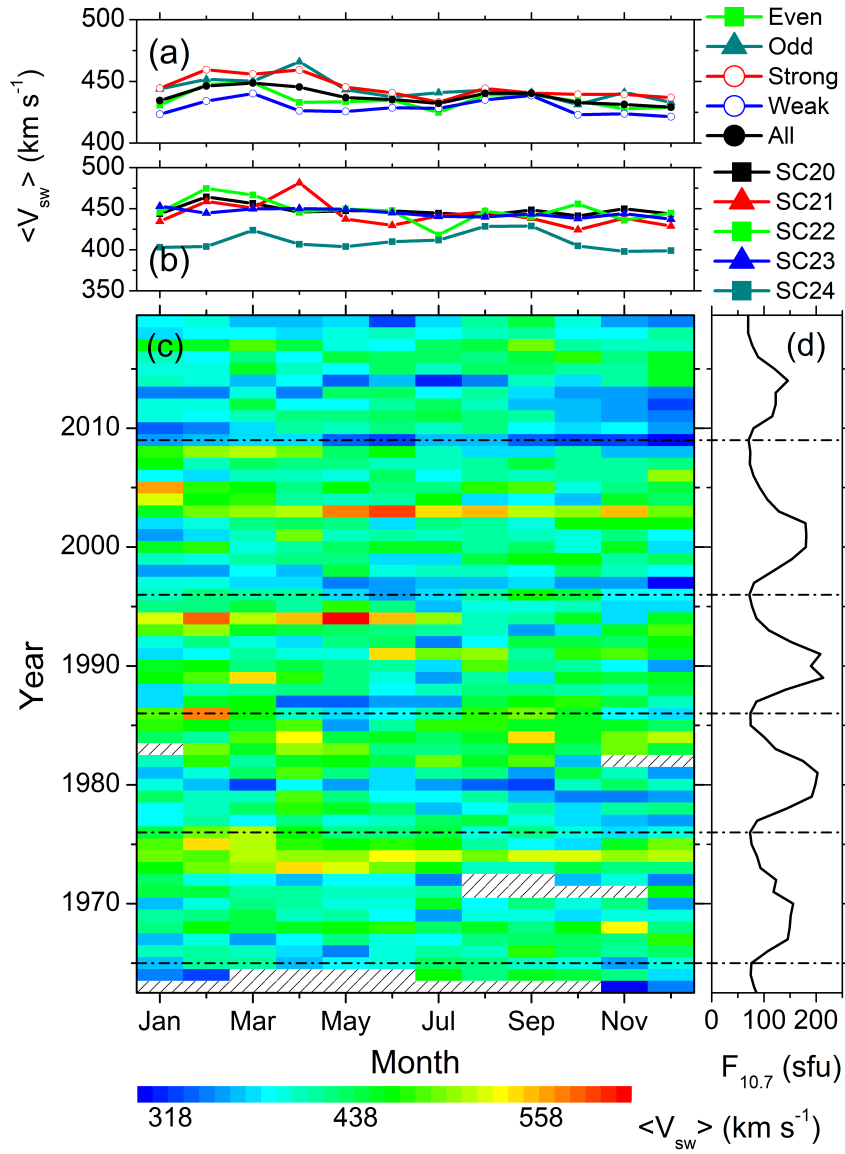 500
450
400
<V_sw> (km s⁻¹)
(a)
Even
Odd
Strong
Weak
All
500
450
400
350
(b)
SC20
SC21
SC22
SC23
SC24
(c)
(d)
2010
2000
1990
1980
1970
Year
Jan Mar May Jul Sep Nov
Month
0 100 200
F_10.7 (sfu)
318 438 558
<V_sw> (km s⁻¹)